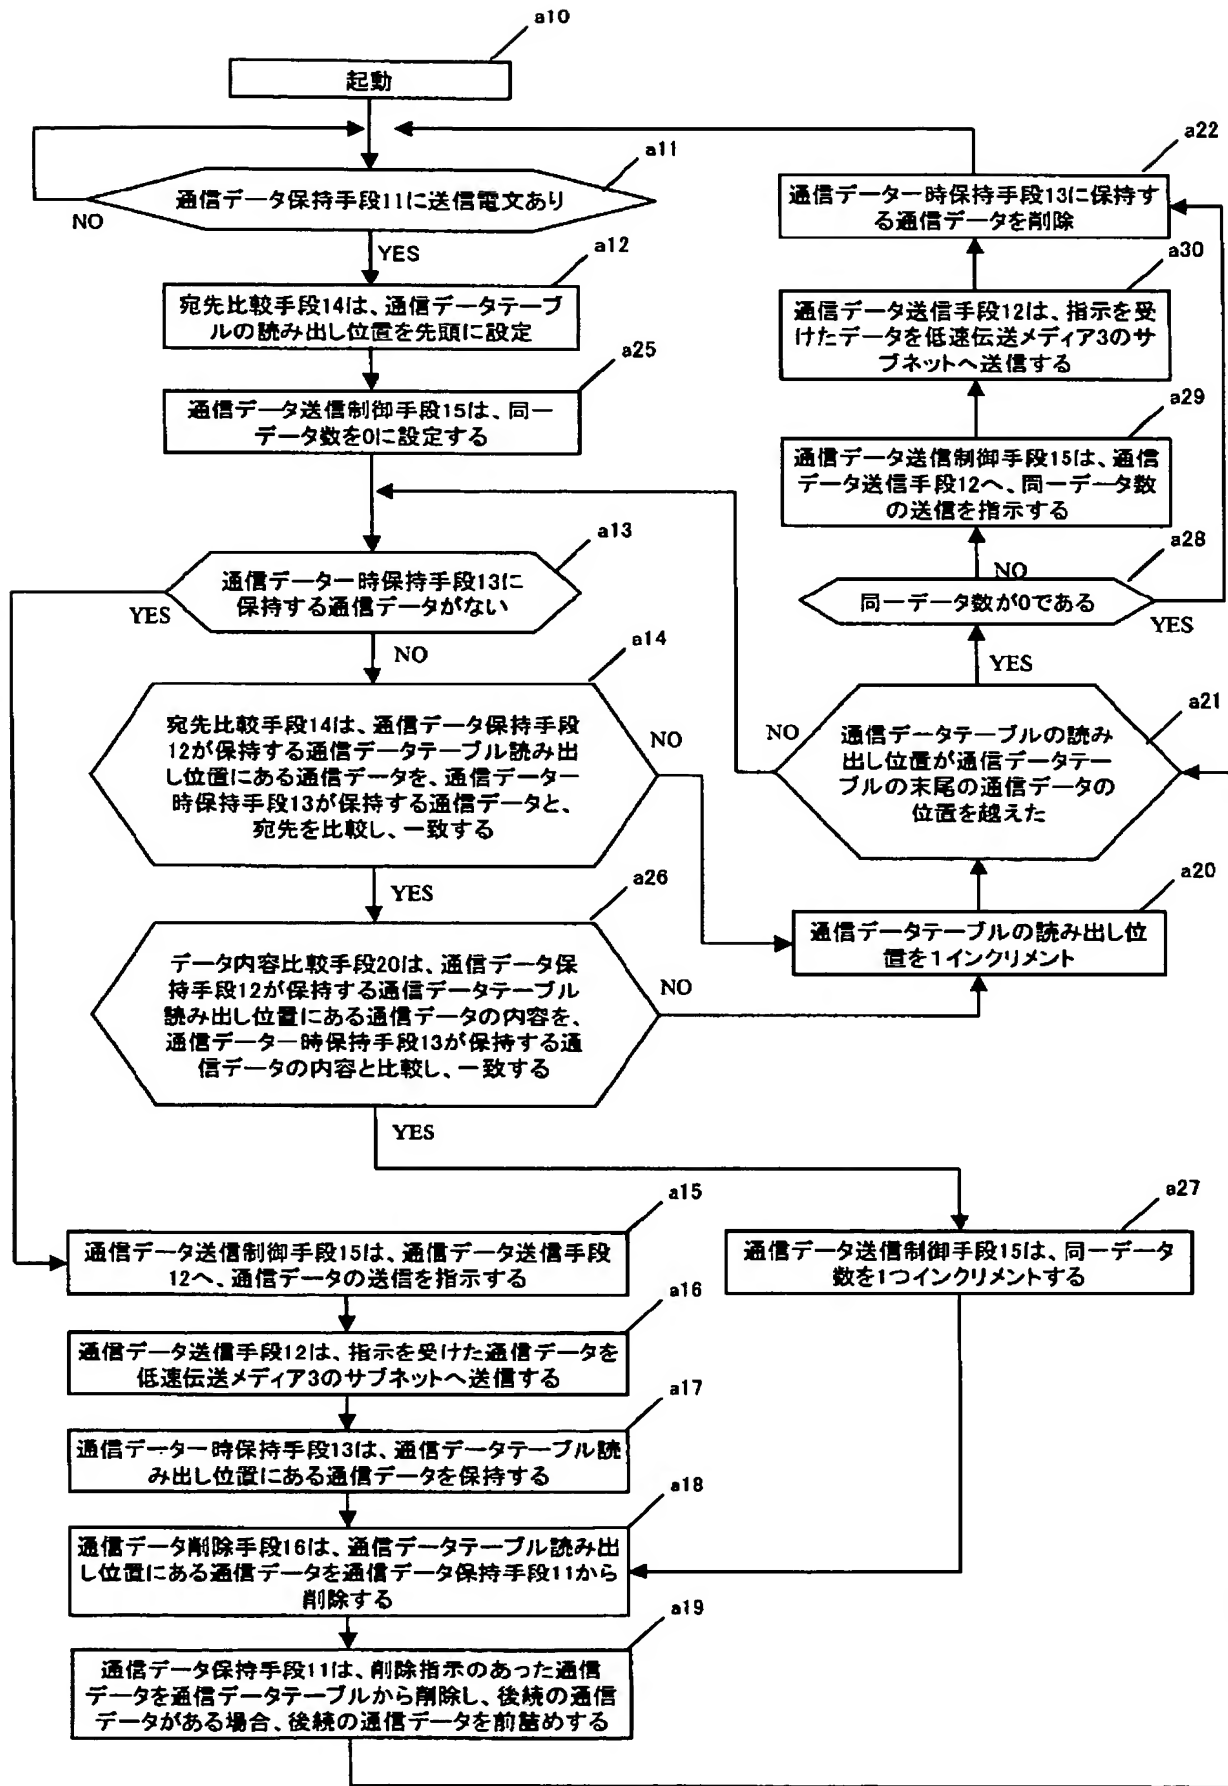 a10
起動
a11
通信データ保持手段11に送信電文あり
NO
YES
a12
宛先比較手段14は、通信データテーブ
ルの読み出し位置を先頭に設定
a25
通信データ送信制御手段15は、同一
データ数を0に設定する
a13
通信データ一時保持手段13に
保持する通信データがない
YES
NO
a14
宛先比較手段14は、通信データ保持手段
12が保持する通信データテーブル読み出
し位置にある通信データを、通信データ一
時保持手段13が保持する通信データと、
宛先を比較し、一致する
NO
YES
a26
データ内容比較手段20は、通信データ保
持手段12が保持する通信データテーブル
読み出し位置にある通信データの内容を、
通信データ一時保持手段13が保持する通
信データの内容と比較し、一致する
NO
YES
a15
通信データ送信制御手段15は、通信データ送信手段
12へ、通信データの送信を指示する
a16
通信データ送信手段12は、指示を受けた通信データを
低速伝送メディア3のサブネットへ送信する
a17
通信データ一時保持手段13は、通信データテーブル読
み出し位置にある通信データを保持する
a18
通信データ削除手段16は、通信データテーブル読み出
し位置にある通信データを通信データ保持手段11から
削除する
a19
通信データ保持手段11は、削除指示のあった通信
データを通信データテーブルから削除し、後続の通信
データがある場合、後続の通信データを前詰めする
a22
通信データ一時保持手段13に保持す
る通信データを削除
a30
通信データ送信手段12は、指示を受
けたデータを低速伝送メディア3のサ
ブネットへ送信する
a29
通信データ送信制御手段15は、通信
データ送信手段12へ、同一データ数
の送信を指示する
a28
NO
同一データ数が0である
YES
YES
a21
NO
通信データテーブルの読み
出し位置が通信データテー
ブルの末尾の通信データの
位置を越えた
a20
通信データテーブルの読み出し位
置を1インクリメント
a27
通信データ送信制御手段15は、同一データ
数を1つインクリメントする